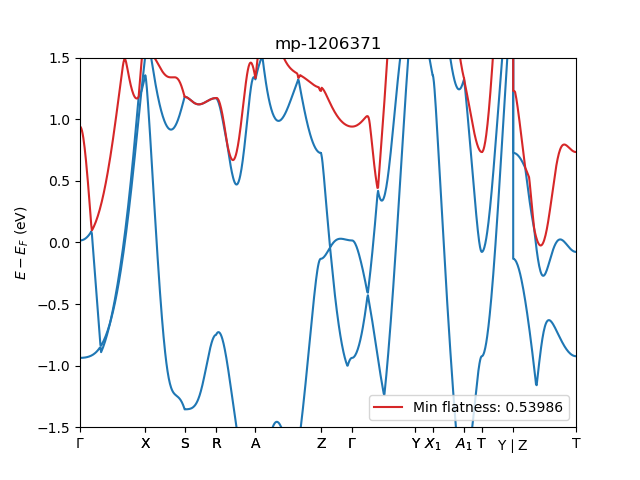 mp-1206371
E − E_F (eV)
1.5
1.0
0.5
0.0
−0.5
−1.0
−1.5
Min flatness: 0.53986
Γ X S R A Z Γ Y X₁ A₁ T Y | Z T